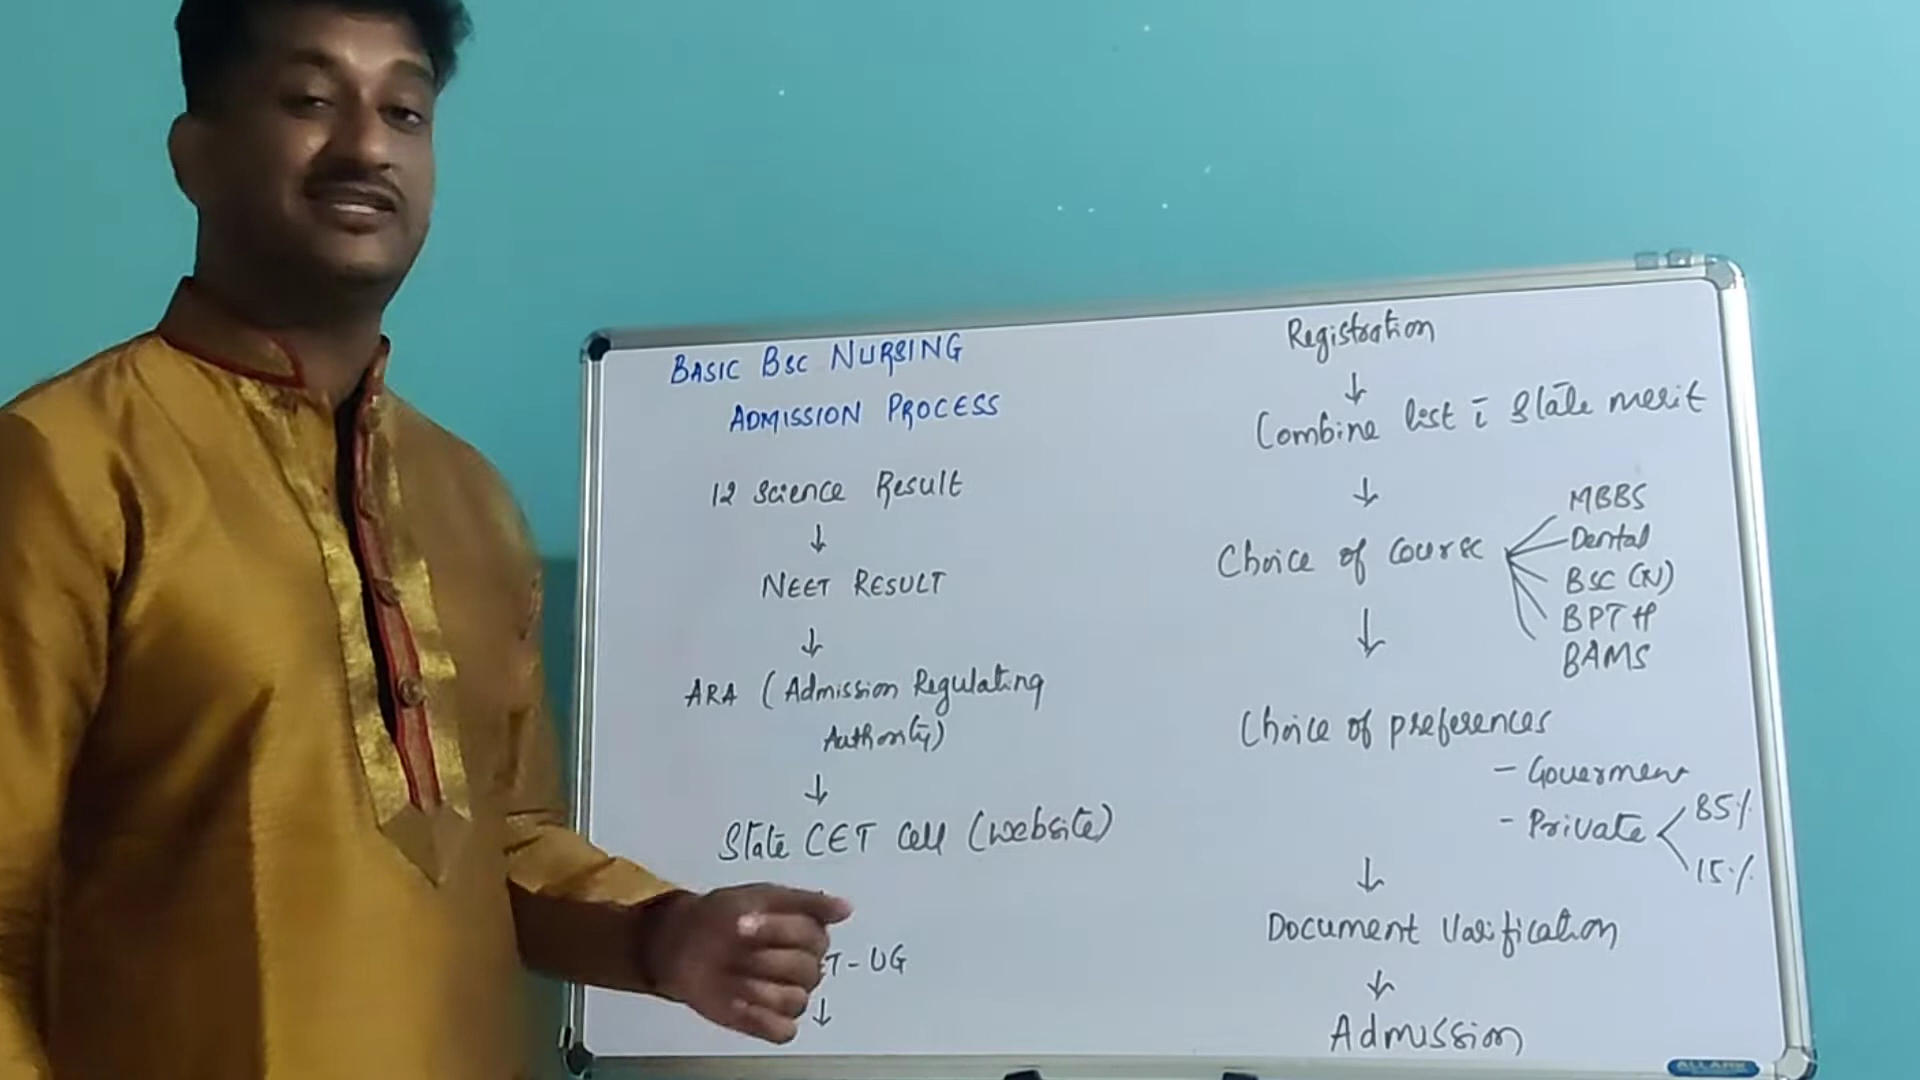 BASIC BSC NURSING
ADMISSION PROCESS
12 Science Result
↓
NEET RESULT
↓
ARA (Admission Regulating
Authority)
↓
State CET Cell (website)
T-UG
↓
Registration
↓
Combine list c̄ State merit
↓
Choice of Course
MBBS
Dental
BSC (N)
BPTH
BAMS
↓
Choice of preferences
- Goverment
- Private
85%
15%
↓
Document Varification
↓
Admission